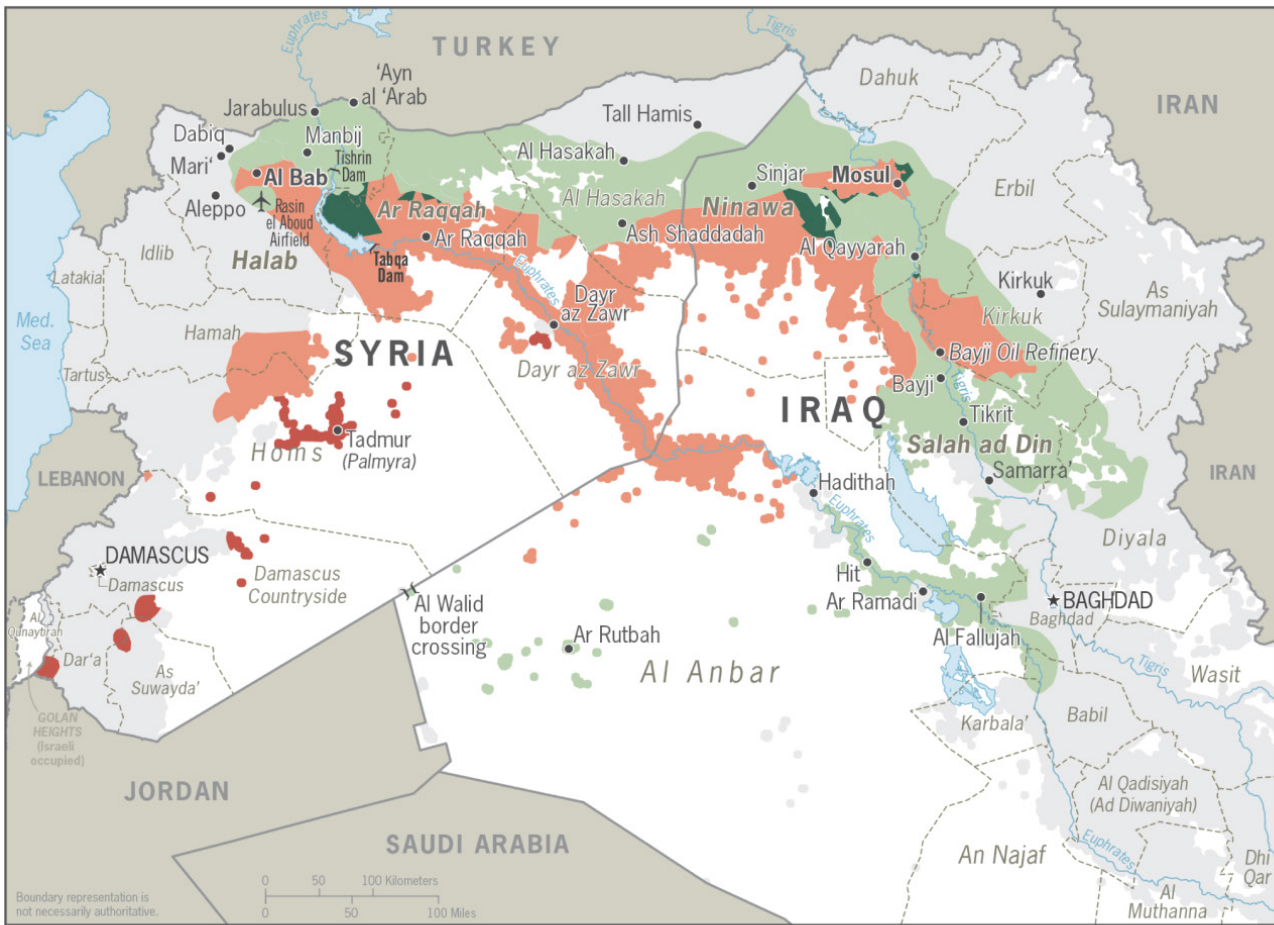 TURKEY
Euphrates
Tigris
‘Ayn
al ‘Arab
Jarabulus
Dahuk
IRAN
Tall Hamis
Dabiq
Manbij
Mari‘
Tishrin
Dam
Al Hasakah
Al Bab
Sinjar
Mosul
Erbil
Aleppo
Rasin
el Aboud
Airfield
Ar Raqqah
Al Hasakah
Ninawa
Idlib
Halab
Ar Raqqah
Ash Shaddadah
Al Qayyarah
Tabqa
Dam
Latakia
Euphrates
Kirkuk
As
Sulaymaniyah
Med.
Sea
Hamah
Dayr
az Zawr
Kirkuk
SYRIA
Bayji Oil Refinery
Tartus
Dayr az Zawr
Bayji
Tigris
IRAQ
Tikrit
Tadmur
(Palmyra)
Homs
Salah ad Din
LEBANON
Samarra’
IRAN
Hadithah
Euphrates
Diyala
DAMASCUS
Damascus
Hit
Damascus
Countryside
Al Walid
border
crossing
Ar Ramadi
BAGHDAD
Baghdad
Al
Qunaytirah
Al Fallujah
Ar Rutbah
Dar‘a
As
Suwayda’
Al Anbar
Tigris
Wasit
GOLAN
HEIGHTS
(Israeli
occupied)
Karbala’
Babil
JORDAN
Al Qadisiyah
(Ad Diwaniyah)
SAUDI ARABIA
An Najaf
Euphrates
Dhi
Qar
Al
Muthanna
0 50 100 Kilometers
0 50 100 Miles
Boundary representation is
not necessarily authoritative.